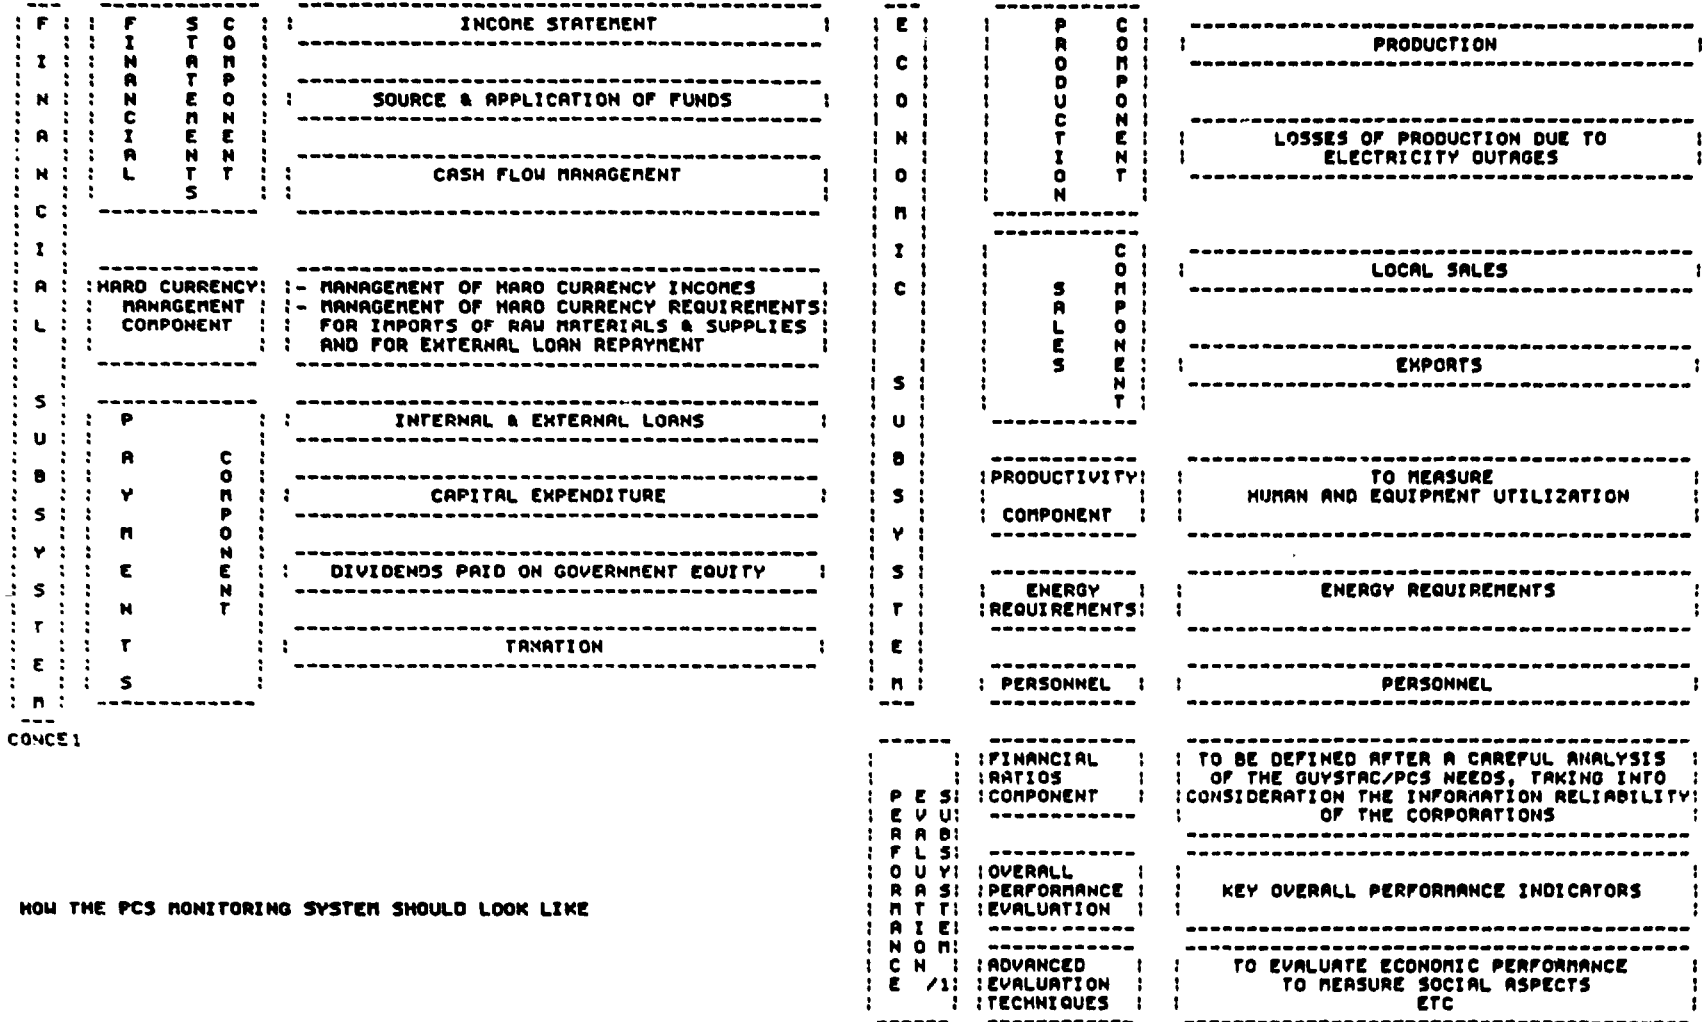 FINANCIAL SUBSYSTEM
FINANCIAL STATEMENTS COMPONENT
INCOME STATEMENT
SOURCE & APPLICATION OF FUNDS
CASH FLOW MANAGEMENT
HARD CURRENCY
MANAGEMENT
COMPONENT
- MANAGEMENT OF HARD CURRENCY INCOMES
- MANAGEMENT OF HARD CURRENCY REQUIREMENTS
FOR IMPORTS OF RAW MATERIALS & SUPPLIES
AND FOR EXTERNAL LOAN REPAYMENT
PAYMENTS COMPONENT
INTERNAL & EXTERNAL LOANS
CAPITAL EXPENDITURE
DIVIDENDS PAID ON GOVERNMENT EQUITY
TAXATION
CONCE1
HOW THE PCS MONITORING SYSTEM SHOULD LOOK LIKE
ECONOMIC SUBSYSTEM
PRODUCTION COMPONENT
PRODUCTION
LOSSES OF PRODUCTION DUE TO
ELECTRICITY OUTAGES
SALES COMPONENT
LOCAL SALES
EXPORTS
PRODUCTIVITY
COMPONENT
TO MEASURE
HUMAN AND EQUIPMENT UTILIZATION
ENERGY
REQUIREMENTS
ENERGY REQUIREMENTS
PERSONNEL
PERSONNEL
PERFORMANCE EVALUATION SUBSYTEM /1
FINANCIAL
RATIOS
COMPONENT
TO BE DEFINED AFTER A CAREFUL ANALYSIS
OF THE GUYSTAC/PCS NEEDS, TAKING INTO
CONSIDERATION THE INFORMATION RELIABILITY
OF THE CORPORATIONS
OVERALL
PERFORMANCE
EVALUATION
KEY OVERALL PERFORMANCE INDICATORS
ADVANCED
EVALUATION
TECHNIQUES
TO EVALUATE ECONOMIC PERFORMANCE
TO MEASURE SOCIAL ASPECTS
ETC